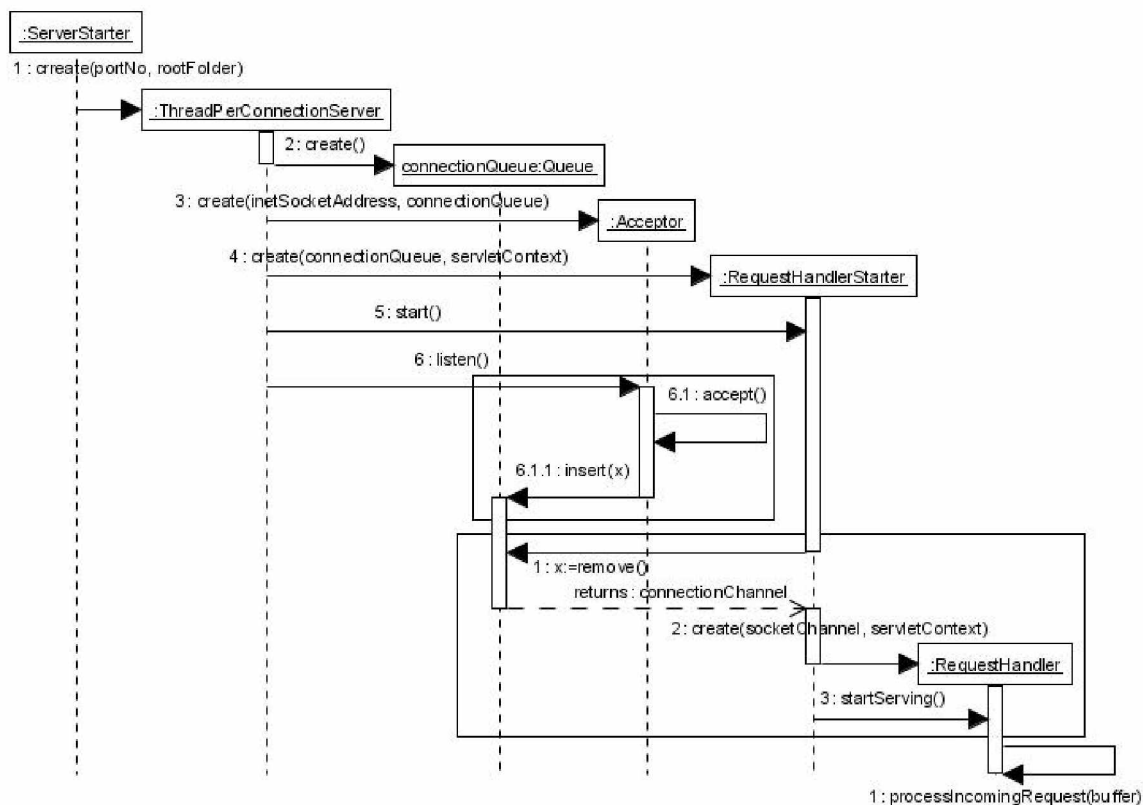 :ServerStarter
1 : crreate(portNo, rootFolder)
:ThreadPerConnectionServer
2 : create()
connectionQueue:Queue
3 : create(inetSocketAddress, connectionQueue)
:Acceptor
4 : create(connectionQueue, servletContext)
:RequestHandlerStarter
5 : start()
6 : listen()
6.1 : accept()
6.1.1 : insert(x)
1 : x:=remove()
returns : connectionChannel
2 : create(socketChannel, servletContext)
:RequestHandler
3 : startServing()
1 : processIncomingRequest(buffer)